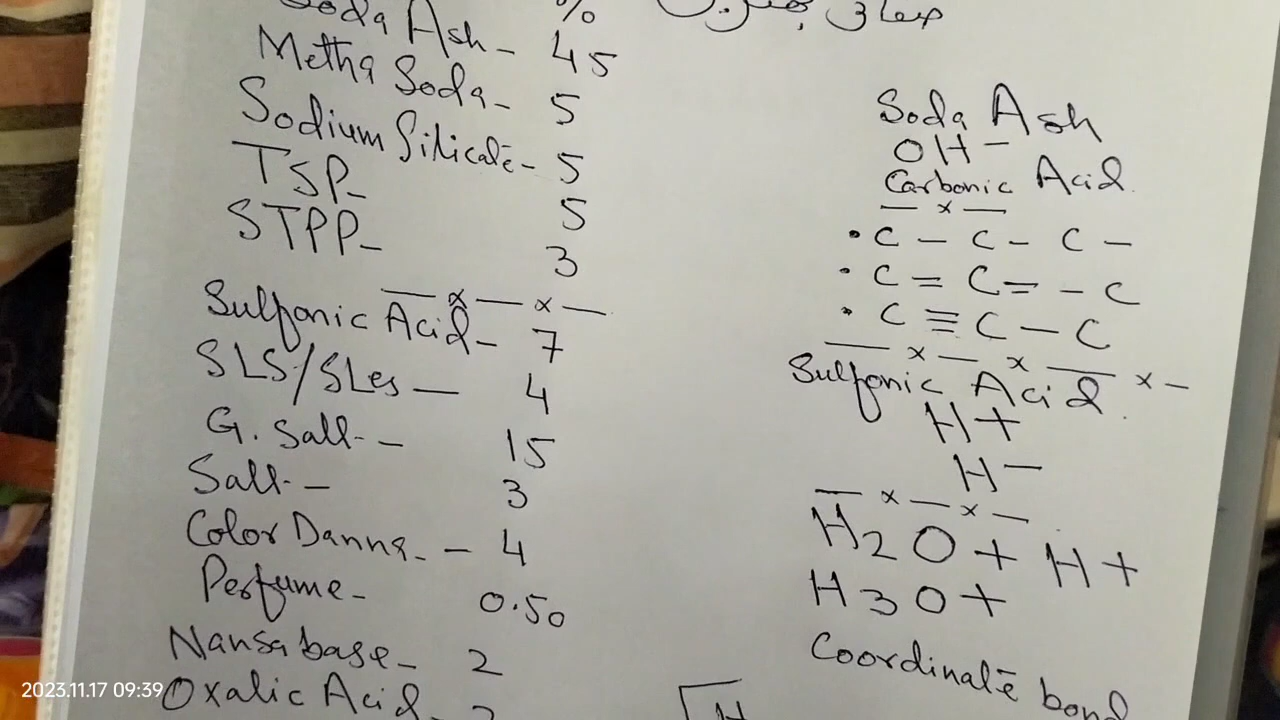 %
Soda Ash - 45
Metha Soda - 5
Sodium Silicate - 5
TSP - 5
STPP - 3
— x — x —
Sulfonic Acid - 7
SLS/SLes — 4
G. Sall - 15
Sall - 3
Color Danna - 4
Perfume - 0.50
Nansa base - 2
Oxalic Acid -
Soda Ash
OH -
Carbonic Acid.
— x —
• C - C - C -
• C = C = - C
• C ≡ C - C
— x — x — x -
Sulfonic Acid.
H+
H-
— x — x —
H2O + H+
H3O+
Coordinate bond
H
2023.11.17 09:39